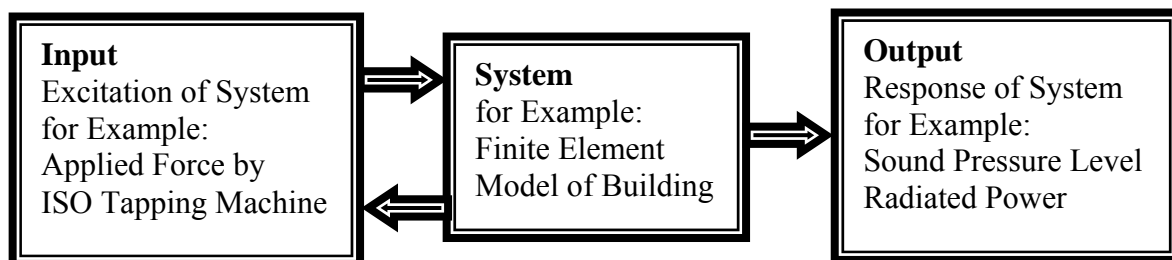 Input
Excitation of System
for Example:
Applied Force by
ISO Tapping Machine
System
for Example:
Finite Element
Model of Building
Output
Response of System
for Example:
Sound Pressure Level
Radiated Power